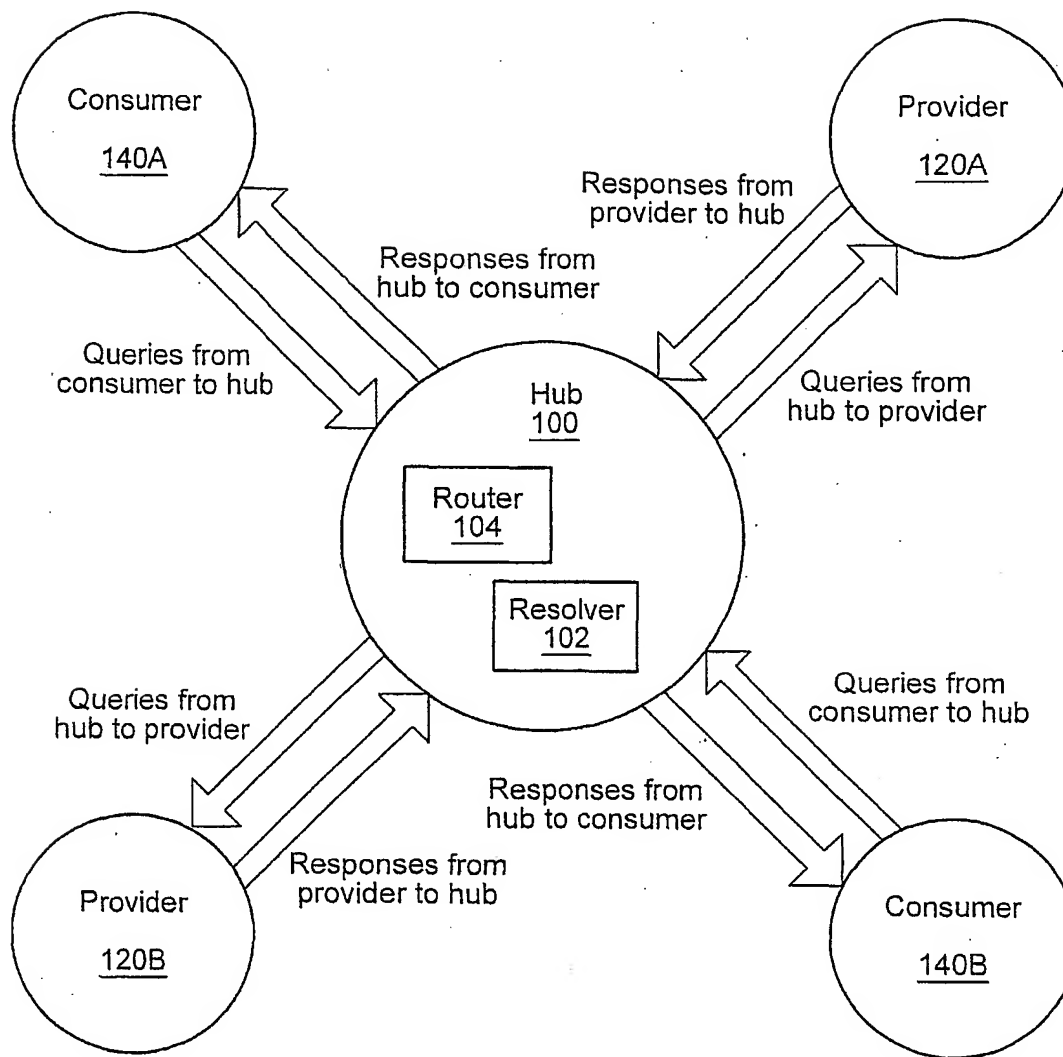 Consumer
140A
Provider
120A
Responses from
provider to hub
Responses from
hub to consumer
Queries from
consumer to hub
Queries from
hub to provider
Hub
100
Router
104
Resolver
102
Queries from
hub to provider
Queries from
consumer to hub
Responses from
hub to consumer
Responses from
provider to hub
Provider
120B
Consumer
140B